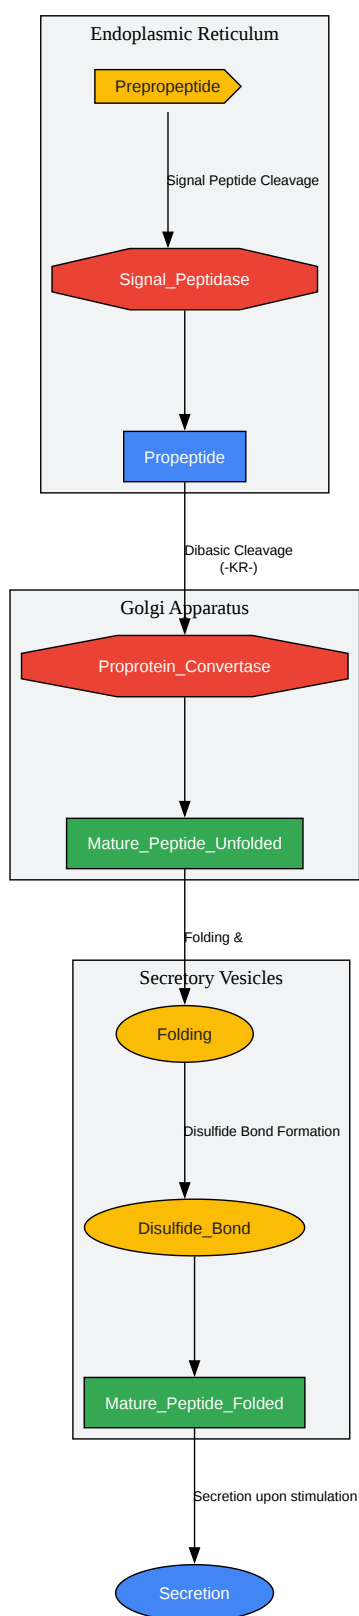 Endoplasmic Reticulum
Prepropeptide
Signal Peptide Cleavage
Signal_Peptidase
Propeptide
Dibasic Cleavage
(-KR-)
Golgi Apparatus
Proprotein_Convertase
Mature_Peptide_Unfolded
Folding &
Secretory Vesicles
Folding
Disulfide Bond Formation
Disulfide_Bond
Mature_Peptide_Folded
Secretion upon stimulation
Secretion